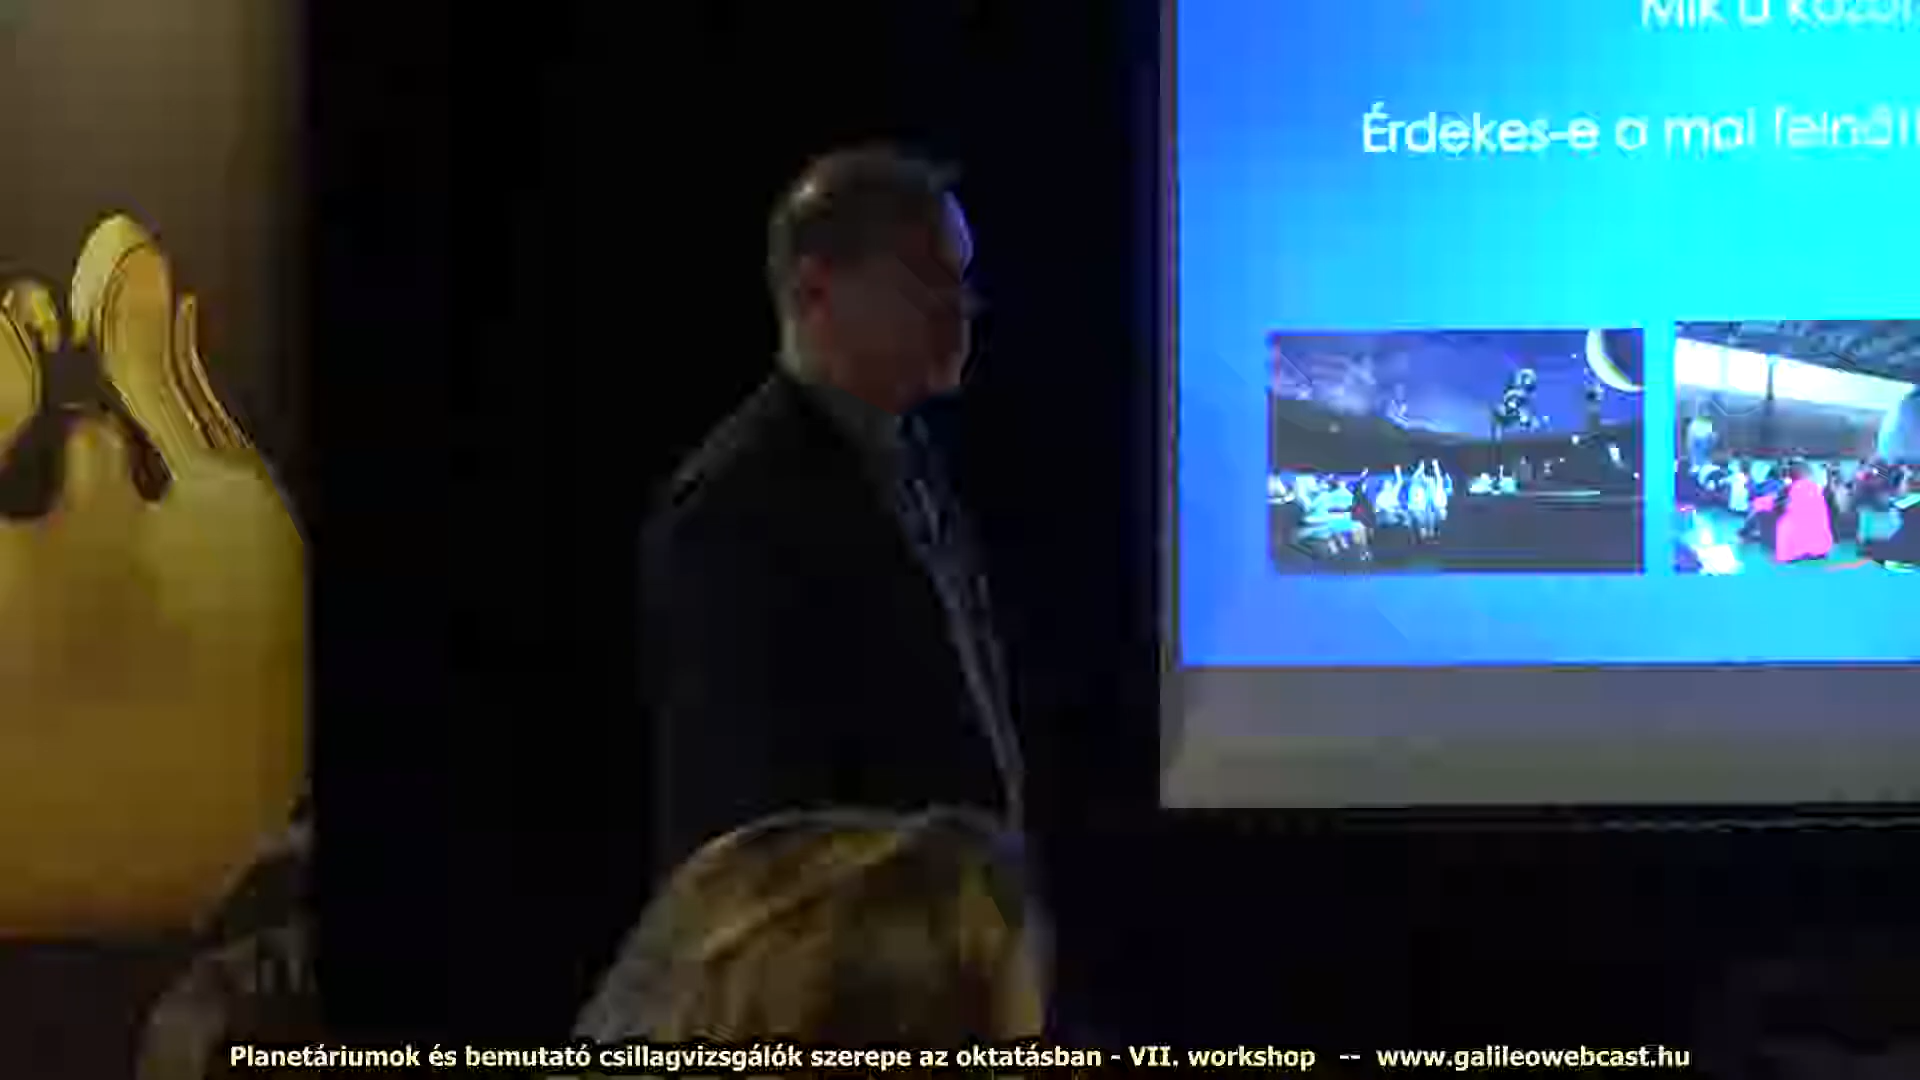 Érdekes-e a mai
Planetáriumok és bemutató csillagvizsgálók szerepe az oktatásban - VII. workshop -- www.galileowebcast.hu